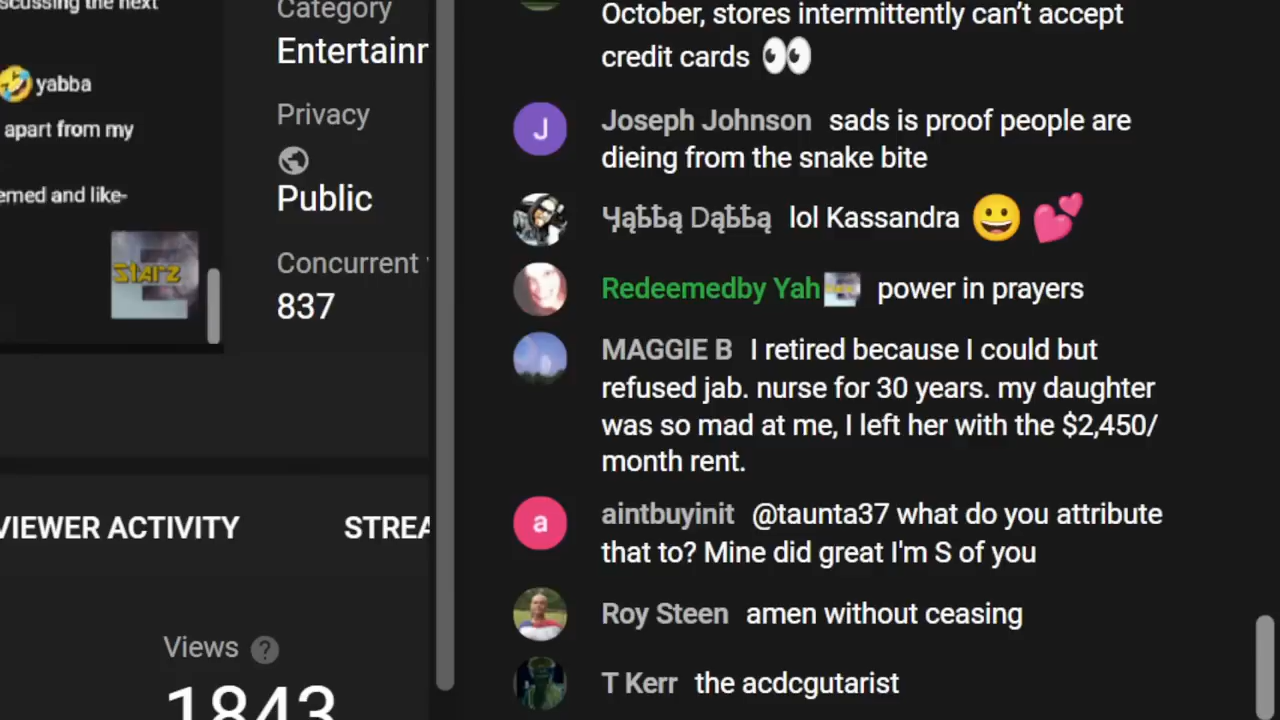 scussing the next
yabba
apart from my
emed and like-
STARZ
Category
Entertainr
Privacy
Public
Concurrent
837
VIEWER ACTIVITY
STREA
Views ?
1843
October, stores intermittently can't accept
credit cards 👀
J
Joseph Johnson sads is proof people are
dieing from the snake bite
Ყąҍҍą Dąҍҍą lol Kassandra 😀 💕
Redeemedby Yah power in prayers
MAGGIE B I retired because I could but
refused jab. nurse for 30 years. my daughter
was so mad at me, I left her with the $2,450/
month rent.
a
aintbuyinit @taunta37 what do you attribute
that to? Mine did great I'm S of you
Roy Steen amen without ceasing
T Kerr the acdcgutarist